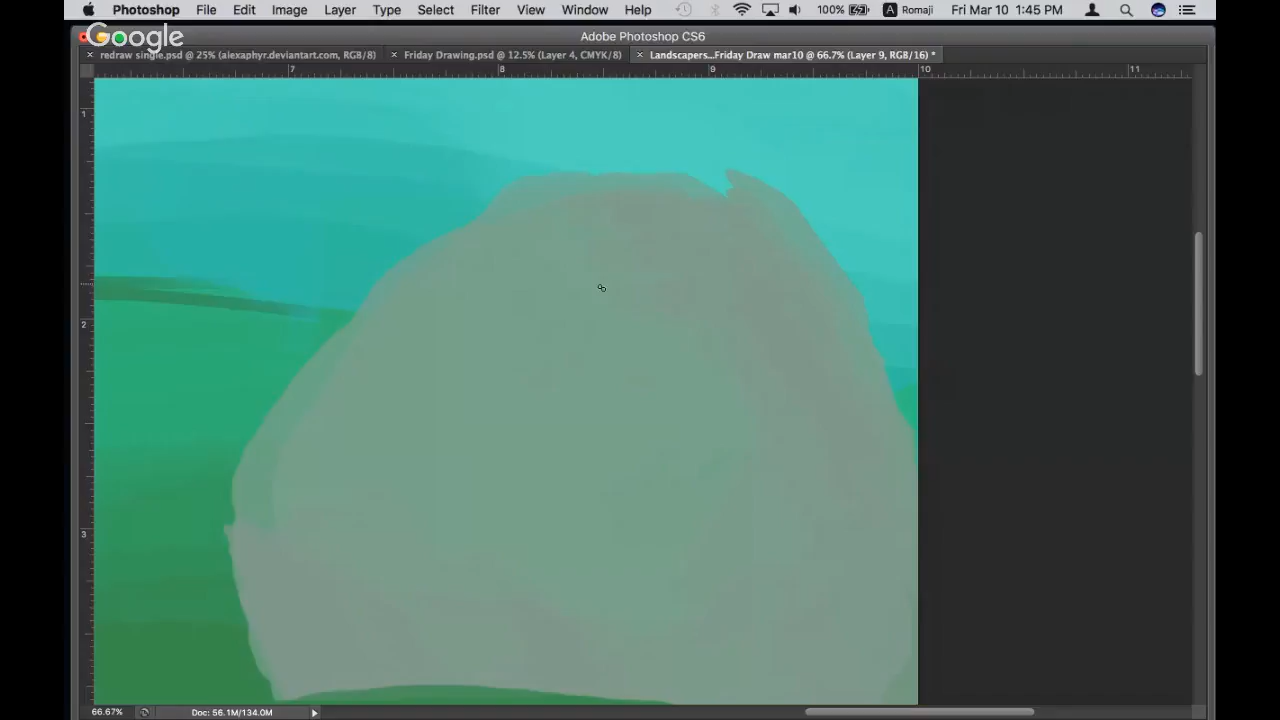 Photoshop File Edit Image Layer Type Select Filter View Window Help 100% A Romaji Fri Mar 10 1:45 PM
Google
Adobe Photoshop CS6
× redraw single.psd @ 25% (alexaphyr.deviantart.com, RGB/8) × Friday Drawing.psd @ 12.5% (Layer 4, CMYK/8) × Landscapers...Friday Draw mar10 @ 66.7% (Layer 9, RGB/16) *
7 8 9 10 11
1
2
3
66.67% Doc: 56.1M/134.0M